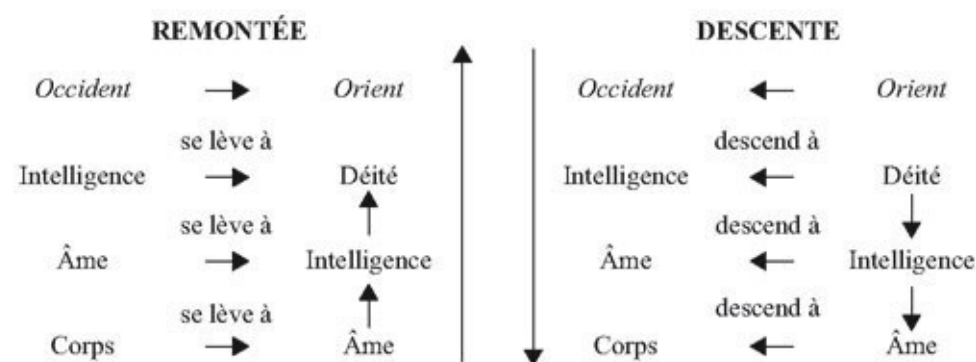 REMONTÉE DESCENTE
Occident Orient Occident Orient
se lève à descend à
Intelligence Déité Intelligence Déité
se lève à descend à
Âme Intelligence Âme Intelligence
se lève à descend à
Corps Âme Corps Âme